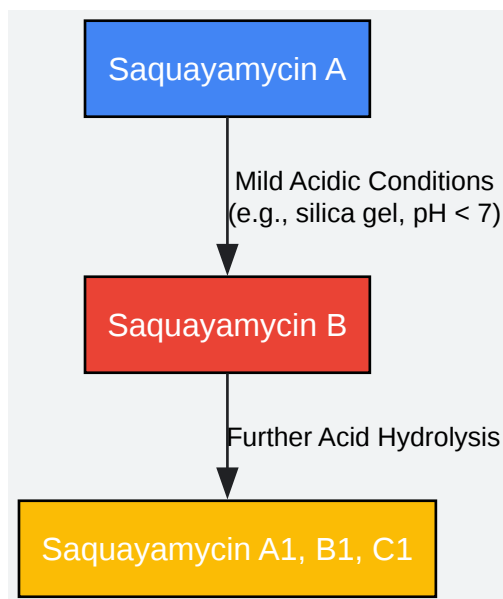 Saquayamycin A
Mild Acidic Conditions
(e.g., silica gel, pH < 7)
Saquayamycin B
Further Acid Hydrolysis
Saquayamycin A1, B1, C1